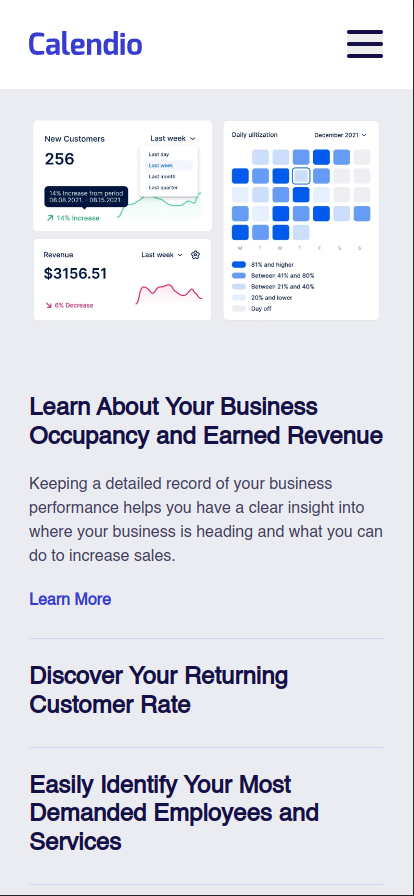 Calendio
New Customers
Last week
256
Last day
Last week
Last month
Last quarter
14% Increase from period
08.08.2021. - 08.15.2021.
14% Increase
Revenue
Last week
$3156.51
6% Decrease
Daily ulitization
December 2021
M T W T F S S
81% and higher
Between 41% and 80%
Between 21% and 40%
20% and lower
Day off
Learn About Your Business
Occupancy and Earned Revenue
Keeping a detailed record of your business
performance helps you have a clear insight into
where your business is heading and what you can
do to increase sales.
Learn More
Discover Your Returning
Customer Rate
Easily Identify Your Most
Demanded Employees and
Services